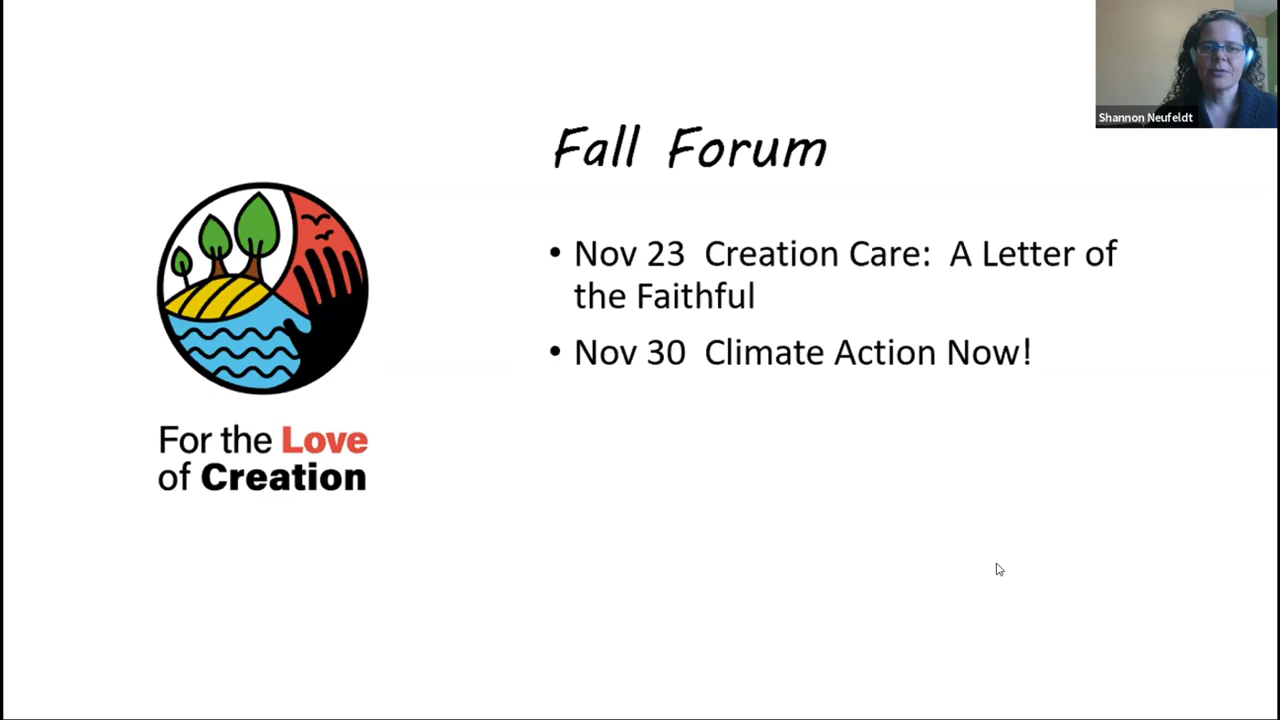 Shannon Neufeldt
Fall Forum
• Nov 23 Creation Care: A Letter of
the Faithful
• Nov 30 Climate Action Now!
For the Love
of Creation